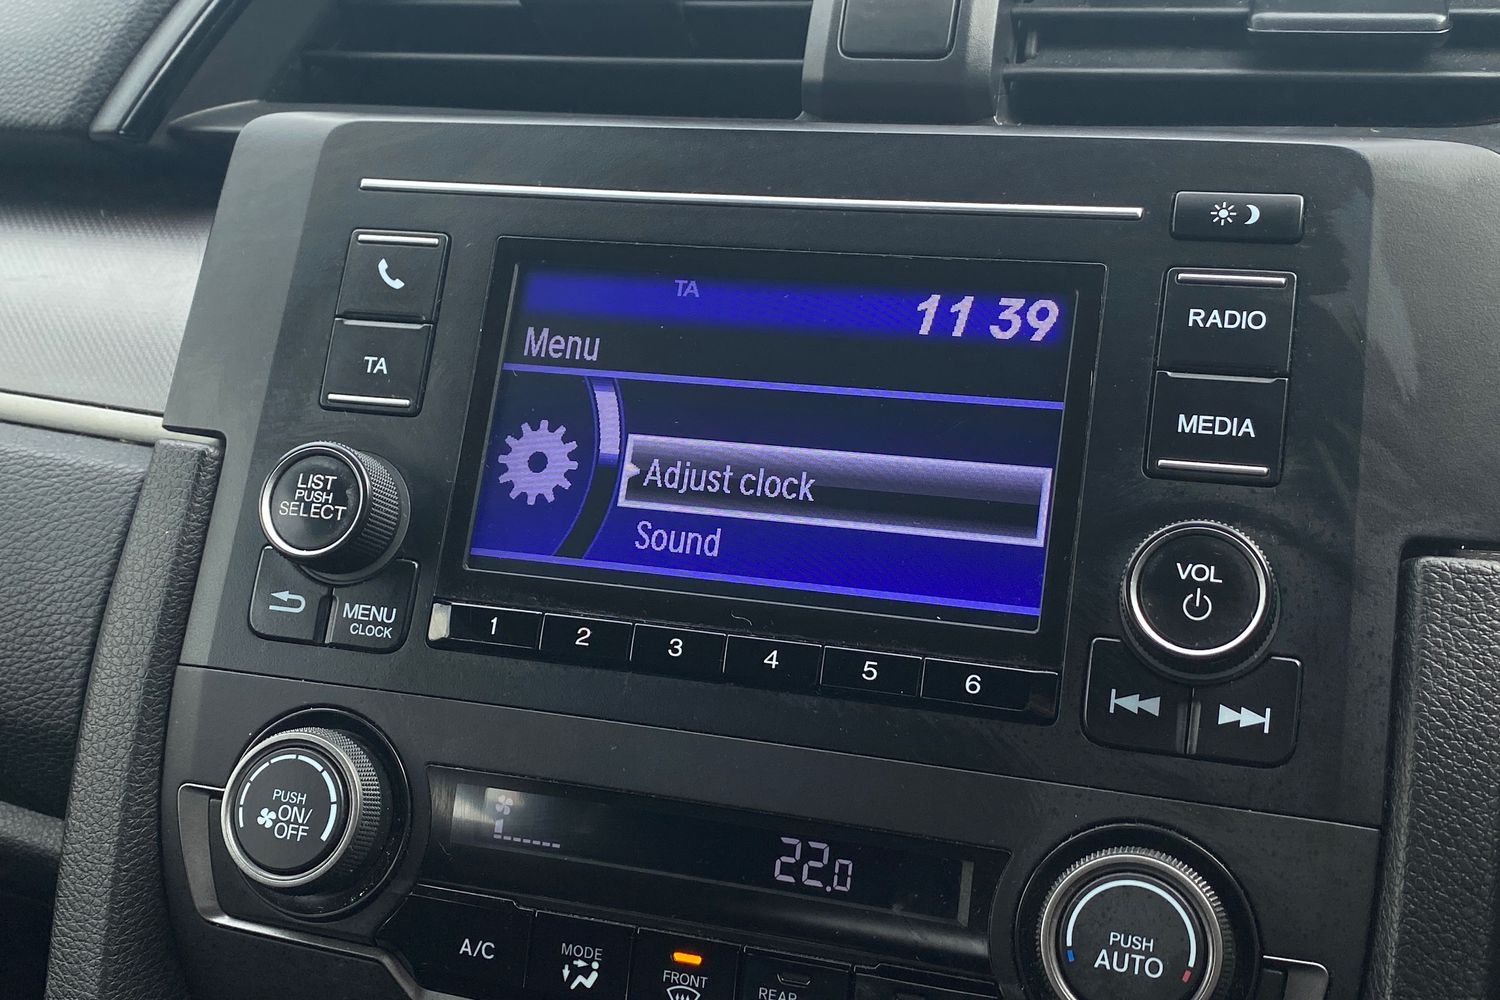 TA
11 39
Menu
Adjust clock
Sound
TA
RADIO
MEDIA
LIST
PUSH
SELECT
MENU
CLOCK
VOL
1 2 3 4 5 6
PUSH
ON/
OFF
22.0
A/C
MODE
FRONT
REAR
PUSH
AUTO